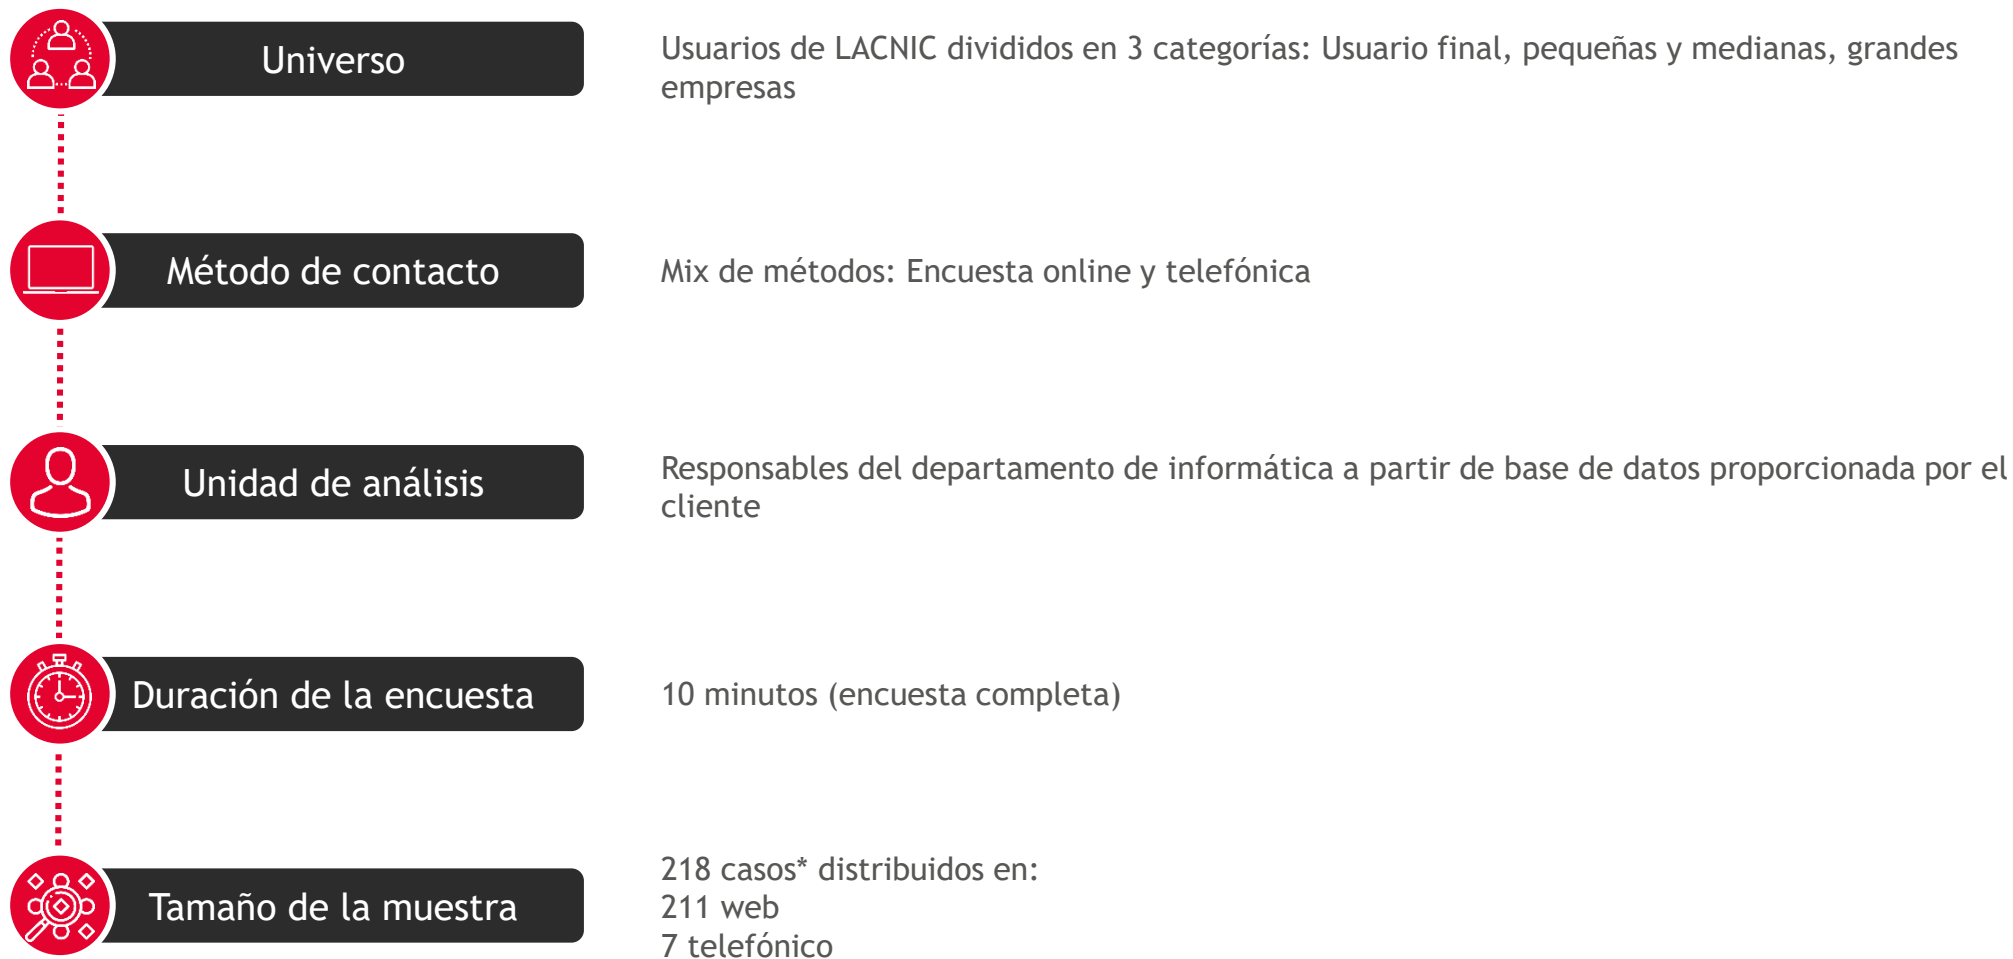 Universo
Usuarios de LACNIC divididos en 3 categorías: Usuario final, pequeñas y medianas, grandes
empresas
Método de contacto
Mix de métodos: Encuesta online y telefónica
Unidad de análisis
Responsables del departamento de informática a partir de base de datos proporcionada por el
cliente
Duración de la encuesta
10 minutos (encuesta completa)
Tamaño de la muestra
218 casos* distribuidos en:
211 web
7 telefónico